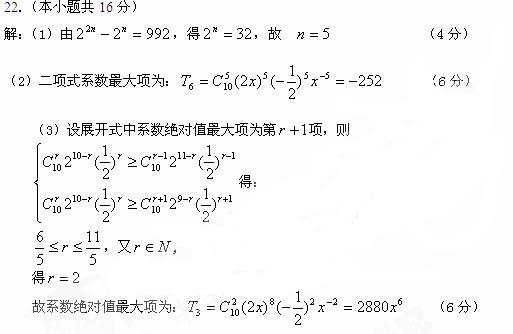 22.（本小题共 16 分）
解：（1）由 2^{2n} − 2^n = 992，得 2^n = 32，故 n = 5 （4 分）
（2）二项式系数最大项为：T_6 = C_{10}^5 (2x)^5 (−1/2)^5 x^{−5} = −252 （6 分）
（3）设展开式中系数绝对值最大项为第 r + 1 项，则
{ C_{10}^r 2^{10−r} (1/2)^r ≥ C_{10}^{r−1} 2^{11−r} (1/2)^{r−1}
C_{10}^r 2^{10−r} (1/2)^r ≥ C_{10}^{r+1} 2^{9−r} (1/2)^{r+1} 得：
6/5 ≤ r ≤ 11/5，又 r ∈ N，
得 r = 2
故系数绝对值最大项为：T_3 = C_{10}^2 (2x)^8 (−1/2)^2 x^{−2} = 2880x^6 （6 分）